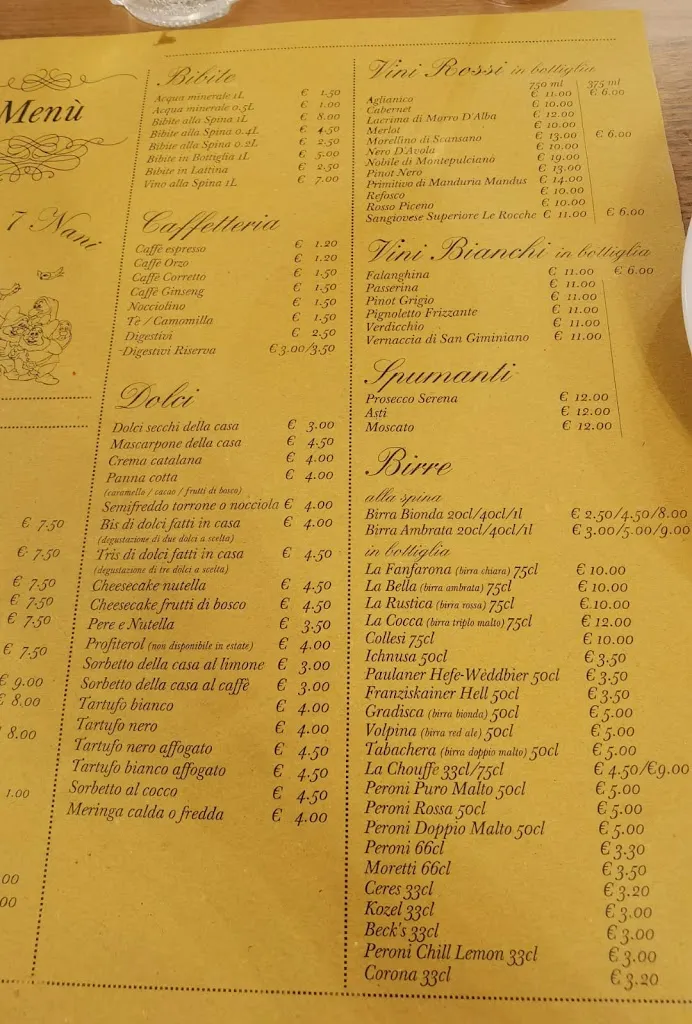 Menù
7 Nani
€ 7.50
€ 7.50
€ 7.50
€ 7.50
€ 7.50
€ 7.50
€ 9.00
€ 8.00
8.00
1.00
.00
00
Bibite
Acqua minerale 1L € 1.50
Acqua minerale 0.5L € 1.00
Bibite alla Spina 1L € 8.00
Bibite alla Spina 0.4L € 4.50
Bibite alla Spina 0.2L € 2.50
Bibite in Bottiglia 1L € 5.00
Bibite in Lattina € 2.50
Vino alla Spina 1L € 7.00
Caffetteria
Caffè espresso € 1.20
Caffè Orzo € 1.20
Caffè Corretto € 1.50
Caffè Ginseng € 1.50
Nocciolino € 1.50
Tè / Camomilla € 1.50
Digestivi € 2.50
Digestivi Riserva €3.00/3.50
Dolci
Dolci secchi della casa € 3.00
Mascarpone della casa € 4.50
Crema catalana € 4.00
Panna cotta € 4.00
(caramello / cacao / frutti di bosco)
Semifreddo torrone o nocciola € 4.00
Bis di dolci fatti in casa € 4.00
(degustazione di due dolci a scelta)
Tris di dolci fatti in casa € 4.50
(degustazione di tre dolci a scelta)
Cheesecake nutella € 4.50
Cheesecake frutti di bosco € 4.50
Pere e Nutella € 3.50
Profiterol (non disponibile in estate) € 4.00
Sorbetto della casa al limone € 3.00
Sorbetto della casa al caffè € 3.00
Tartufo bianco € 4.00
Tartufo nero € 4.00
Tartufo nero affogato € 4.50
Tartufo bianco affogato € 4.50
Sorbetto al cocco € 4.50
Meringa calda o fredda € 4.00
Vini Rossi in bottiglia
750 ml 375 ml
Aglianico € 11.00 € 6.00
Cabernet € 10.00
Lacrima di Morro D'Alba € 12.00
Merlot € 10.00
Morellino di Scansano € 13.00 € 6.00
Nero D'Avola € 10.00
Nobile di Montepulciano € 19.00
Pinot Nero € 13.00
Primitivo di Manduria Mandus € 14.00
Refosco € 10.00
Rosso Piceno € 10.00
Sangiovese Superiore Le Rocche € 11.00 € 6.00
Vini Bianchi in bottiglia
Falanghina € 11.00 € 6.00
Passerina € 11.00
Pinot Grigio € 11.00
Pignoletto Frizzante € 11.00
Verdicchio € 11.00
Vernaccia di San Giminiano € 11.00
Spumanti
Prosecco Serena € 12.00
Asti € 12.00
Moscato € 12.00
Birre
alla spina
Birra Bionda 20cl/40cl/1l € 2.50/4.50/8.00
Birra Ambrata 20cl/40cl/1l € 3.00/5.00/9.00
in bottiglia
La Fanfarona (birra chiara) 75cl € 10.00
La Bella (birra ambrata) 75cl € 10.00
La Rustica (birra rossa) 75cl € 10.00
La Cocca (birra triplo malto) 75cl € 12.00
Collesi 75cl € 10.00
Ichnusa 50cl € 3.50
Paulaner Hefe-Wèddbier 50cl € 3.50
Franziskainer Hell 50cl € 3.50
Gradisca (birra bionda) 50cl € 5.00
Volpina (birra red ale) 50cl € 5.00
Tabachera (birra doppio malto) 50cl € 5.00
La Chouffe 33cl/75cl € 4.50/€9.00
Peroni Puro Malto 50cl € 5.00
Peroni Rossa 50cl € 5.00
Peroni Doppio Malto 50cl € 5.00
Peroni 66cl € 3.30
Moretti 66cl € 3.50
Ceres 33cl € 3.20
Kozel 33cl € 3.00
Beck's 33cl € 3.00
Peroni Chill Lemon 33cl € 3.00
Corona 33cl € 3.20